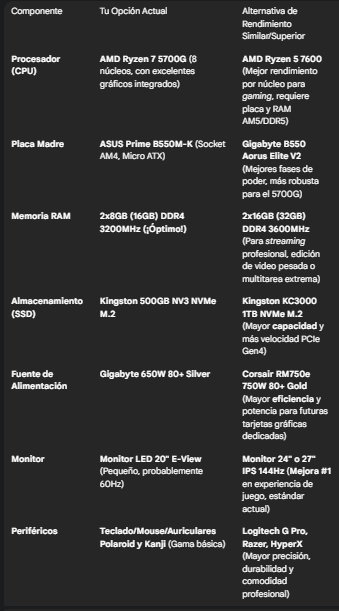 Componente
Tu Opción Actual
Alternativa de
Rendimiento
Similar/Superior
Procesador
(CPU)
AMD Ryzen 7 5700G (8
núcleos, con excelentes
gráficos integrados)
AMD Ryzen 5 7600
(Mejor rendimiento
por núcleo para
gaming, requiere
placa y RAM
AM5/DDR5)
Placa Madre
ASUS Prime B550M-K (Socket
AM4, Micro ATX)
Gigabyte B550
Aorus Elite V2
(Mejores fases de
poder, más robusta
para el 5700G)
Memoria RAM
2x8GB (16GB) DDR4
3200MHz (¡Óptimo!)
2x16GB (32GB)
DDR4 3600MHz
(Para streaming
profesional, edición
de video pesada o
multitarea extrema)
Almacenamiento
(SSD)
Kingston 500GB NV3 NVMe
M.2
Kingston KC3000
1TB NVMe M.2
(Mayor capacidad y
más velocidad PCIe
Gen4)
Fuente de
Alimentación
Gigabyte 650W 80+ Silver
Corsair RM750e
750W 80+ Gold
(Mayor eficiencia y
potencia para futuras
tarjetas gráficas
dedicadas)
Monitor
Monitor LED 20" E-View
(Pequeño, probablemente
60Hz)
Monitor 24" o 27"
IPS 144Hz (Mejora #1
en experiencia de
juego, estándar
actual)
Periféricos
Teclado/Mouse/Auriculares
Polaroid y Kanji (Gama básica)
Logitech G Pro,
Razer, HyperX
(Mayor precisión,
durabilidad y
comodidad
profesional)